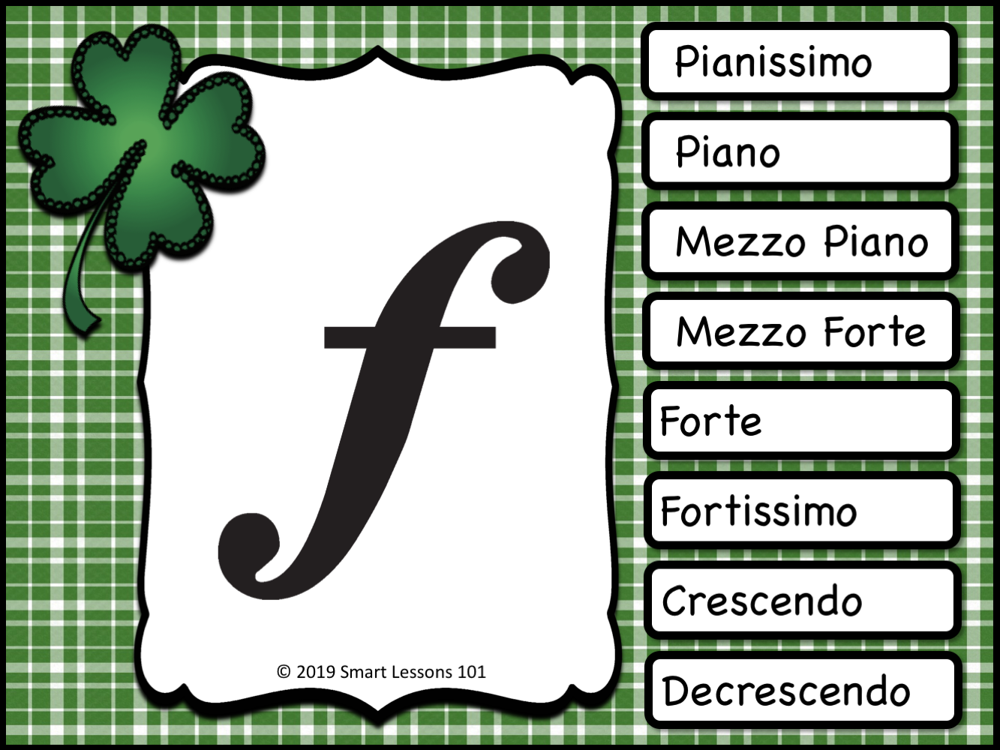 f
© 2019 Smart Lessons 101
Pianissimo
Piano
Mezzo Piano
Mezzo Forte
Forte
Fortissimo
Crescendo
Decrescendo